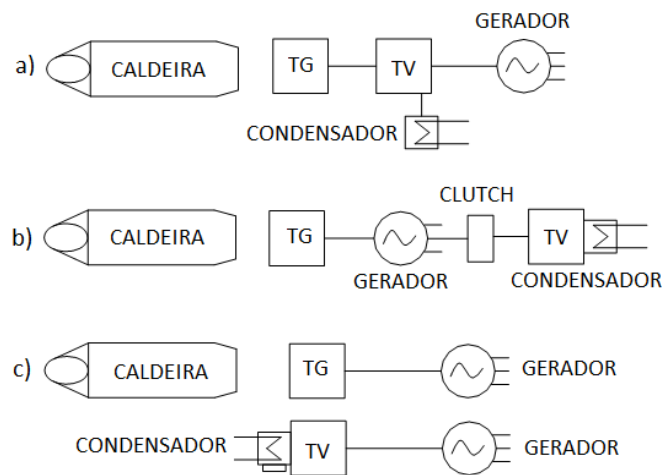 GERADOR
a) CALDEIRA TG TV
CONDENSADOR
CLUTCH
b) CALDEIRA TG TV
GERADOR CONDENSADOR
c) CALDEIRA TG GERADOR
CONDENSADOR TV GERADOR